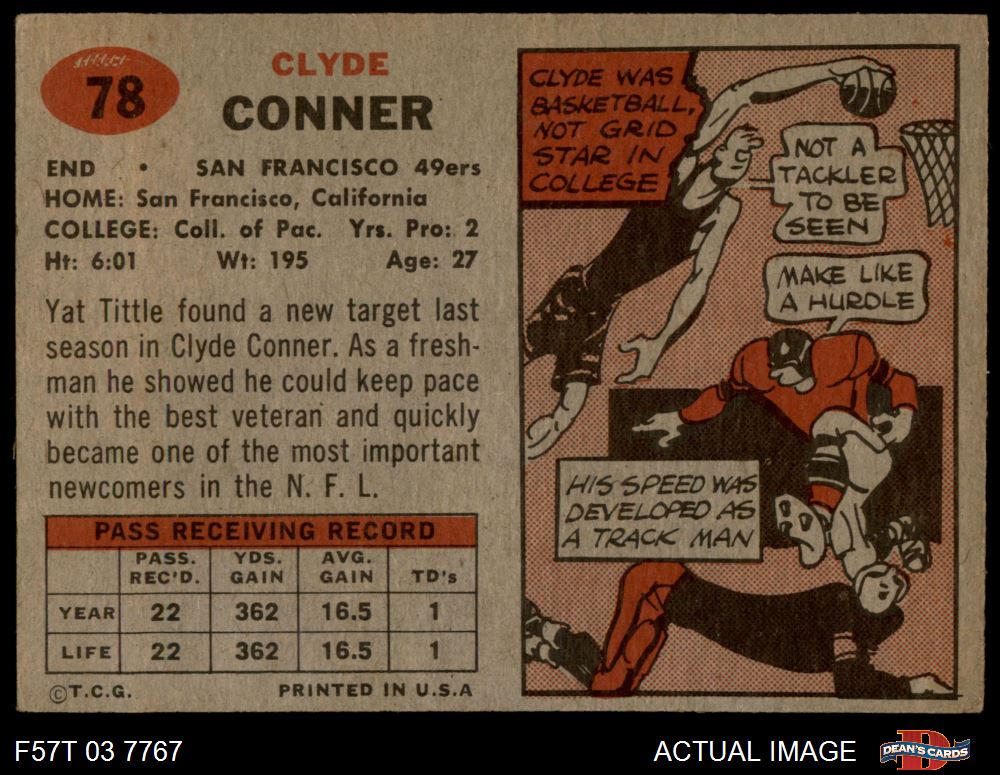 78
CLYDE
CONNER
END • SAN FRANCISCO 49ers
HOME: San Francisco, California
COLLEGE: Coll. of Pac. Yrs. Pro: 2
Ht: 6:01 Wt: 195 Age: 27
Yat Tittle found a new target last
season in Clyde Conner. As a fresh-
man he showed he could keep pace
with the best veteran and quickly
became one of the most important
newcomers in the N. F. L.
PASS RECEIVING RECORD
PASS. REC'D. YDS. GAIN AVG. GAIN TD's
YEAR 22 362 16.5 1
LIFE 22 362 16.5 1
©T.C.G. PRINTED IN U.S.A
CLYDE WAS
BASKETBALL,
NOT GRID
STAR IN
COLLEGE
NOT A
TACKLER
TO BE
SEEN
MAKE LIKE
A HURDLE
HIS SPEED WAS
DEVELOPED AS
A TRACK MAN
F57T 03 7767
ACTUAL IMAGE
D
DEAN'S CARDS